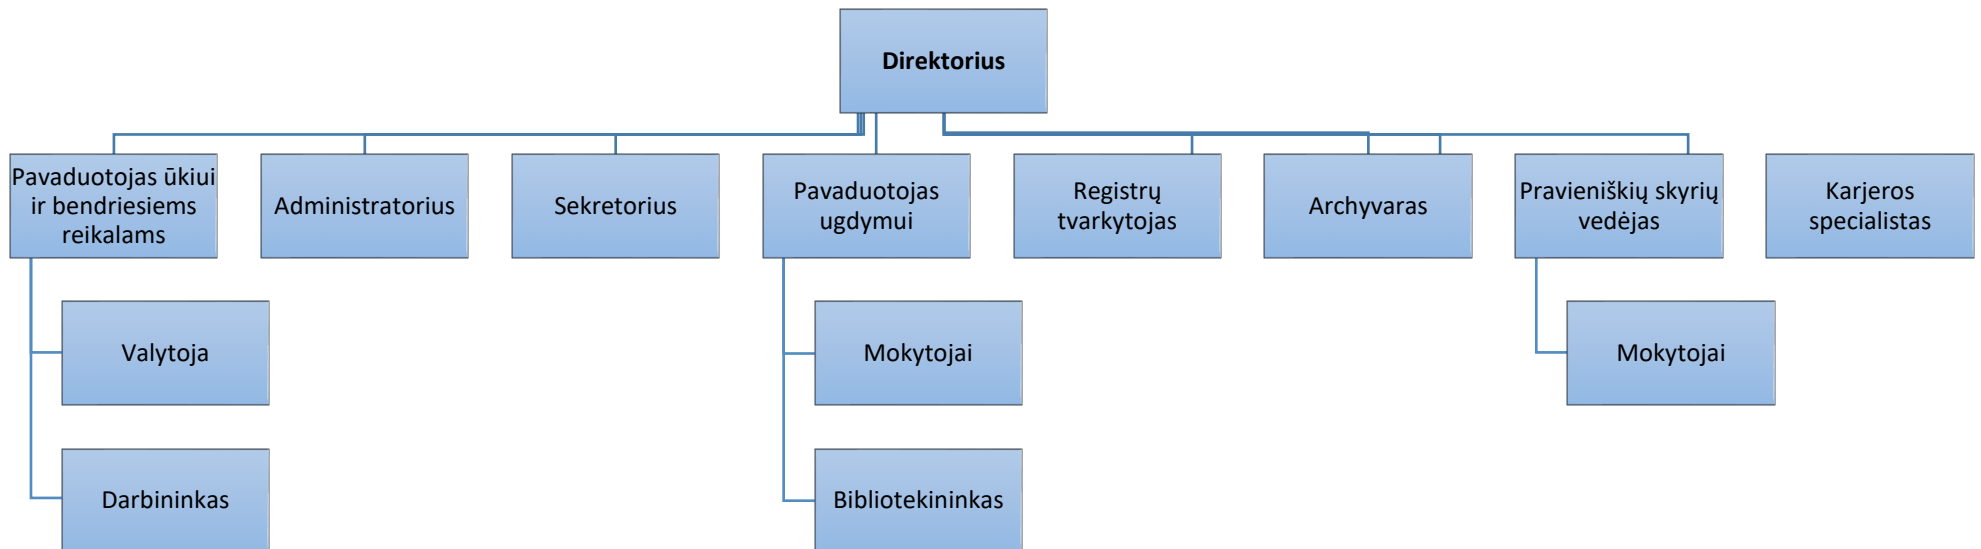 Direktorius
Pavaduotojas ūkiui
ir bendriesiems
reikalams
Administratorius
Sekretorius
Pavaduotojas
ugdymui
Registrų
tvarkytojas
Archyvaras
Pravieniškių skyrių
vedėjas
Karjeros
specialistas
Valytoja
Mokytojai
Mokytojai
Darbininkas
Bibliotekininkas